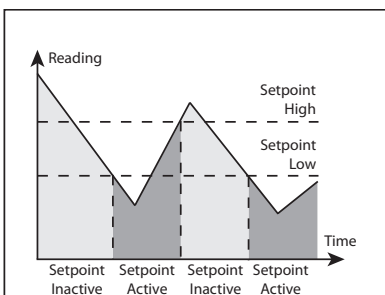 Reading
Setpoint
High
Setpoint
Low
Time
Setpoint Setpoint Setpoint Setpoint
Inactive Active Inactive Active